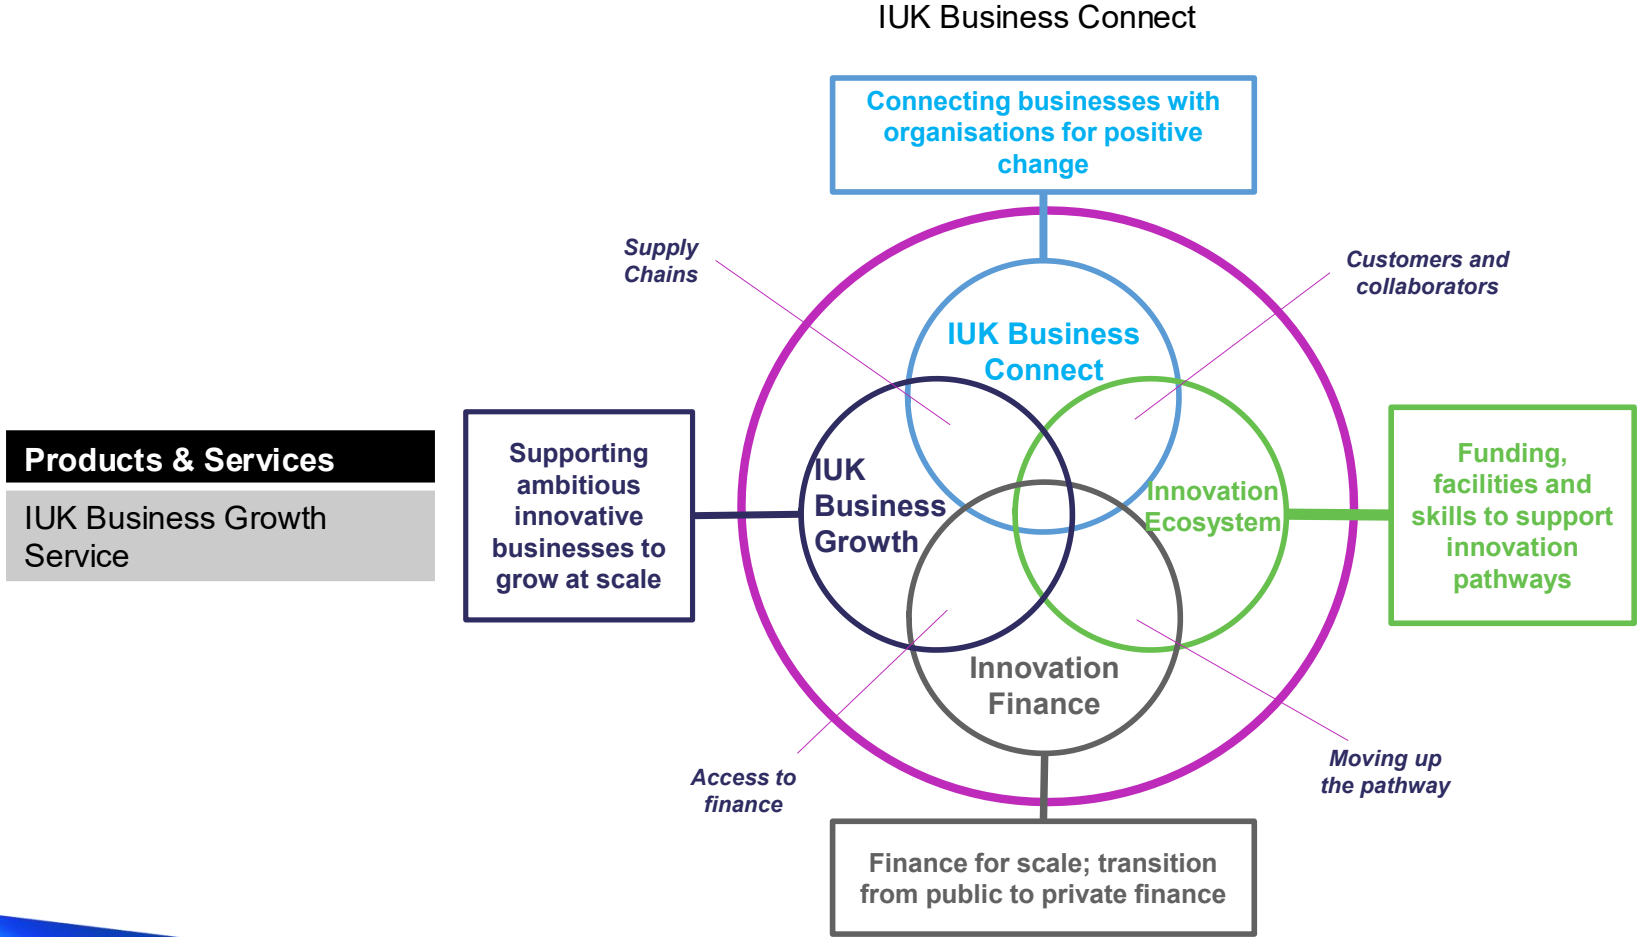 IUK Business Connect
Connecting businesses with
organisations for positive
change
Supply
Chains
Customers and
collaborators
IUK Business
Connect
Products & Services
IUK Business Growth
Service
Supporting
ambitious
innovative
businesses to
grow at scale
IUK
Business
Growth
Innovation
Ecosystem
Funding,
facilities and
skills to support
innovation
pathways
Innovation
Finance
Access to
finance
Moving up
the pathway
Finance for scale; transition
from public to private finance